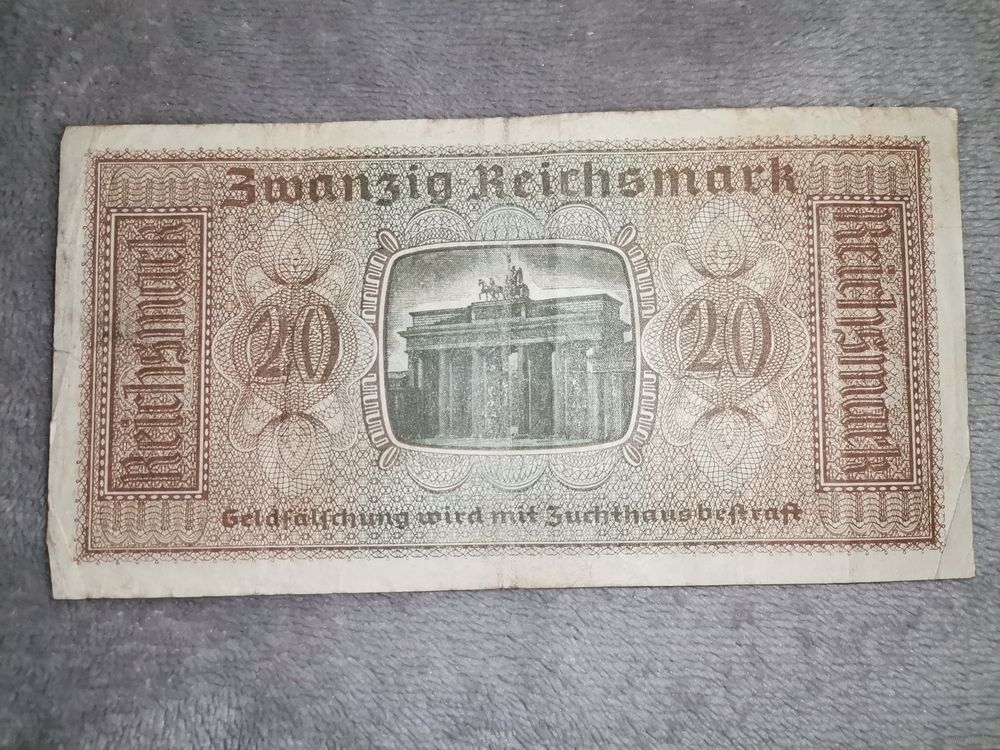 Zwanzig Reichsmark
Reichsmark
20
20
Reichsmark
Geldfälschung wird mit Zuchthaus bestraft